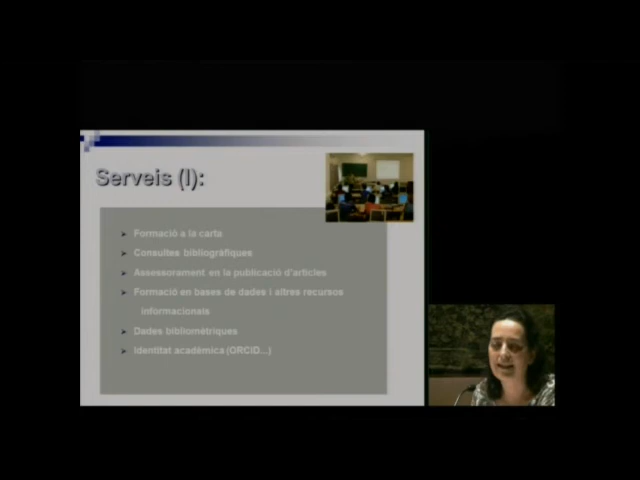 Serveis (I):
Formació a la carta
Consultes bibliogràfiques
Assessorament en la publicació d'articles
Formació en bases de dades i altres recursos
informacionals
Dades bibliomètriques
Identitat acadèmica (ORCID...)